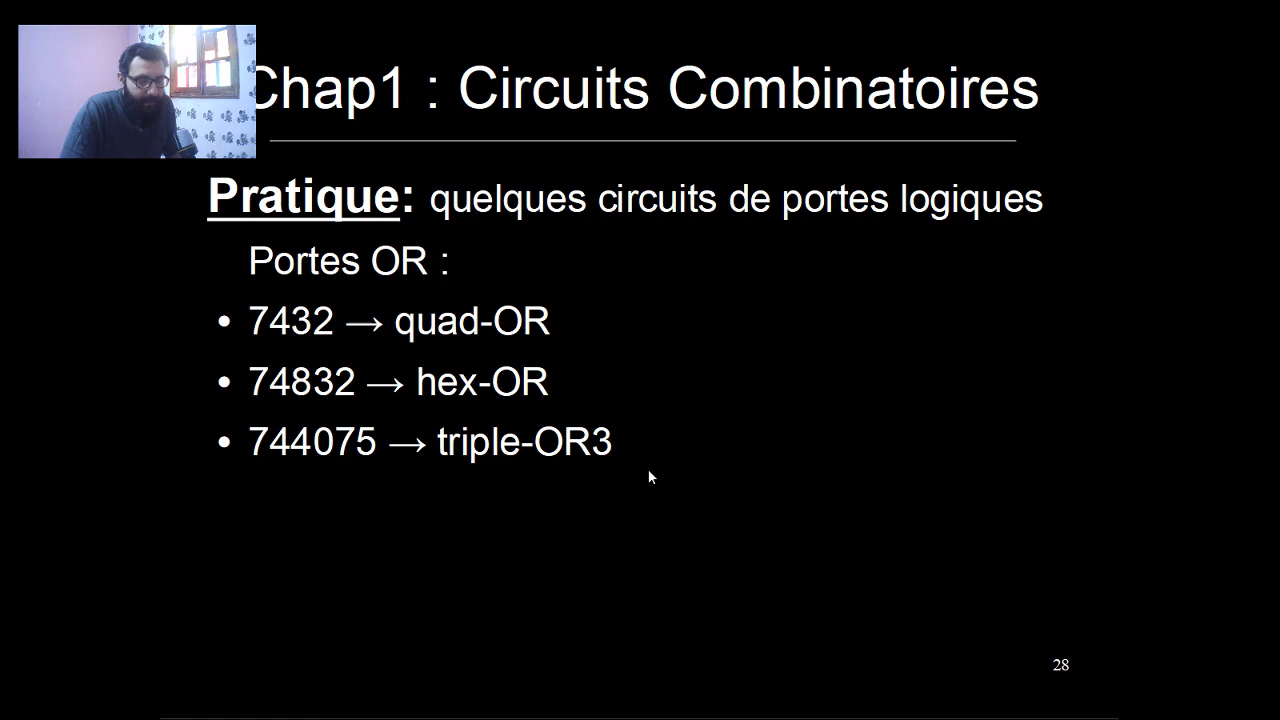 Chap1 : Circuits Combinatoires
Pratique: quelques circuits de portes logiques
Portes OR :
• 7432 → quad-OR
• 74832 → hex-OR
• 744075 → triple-OR3
28